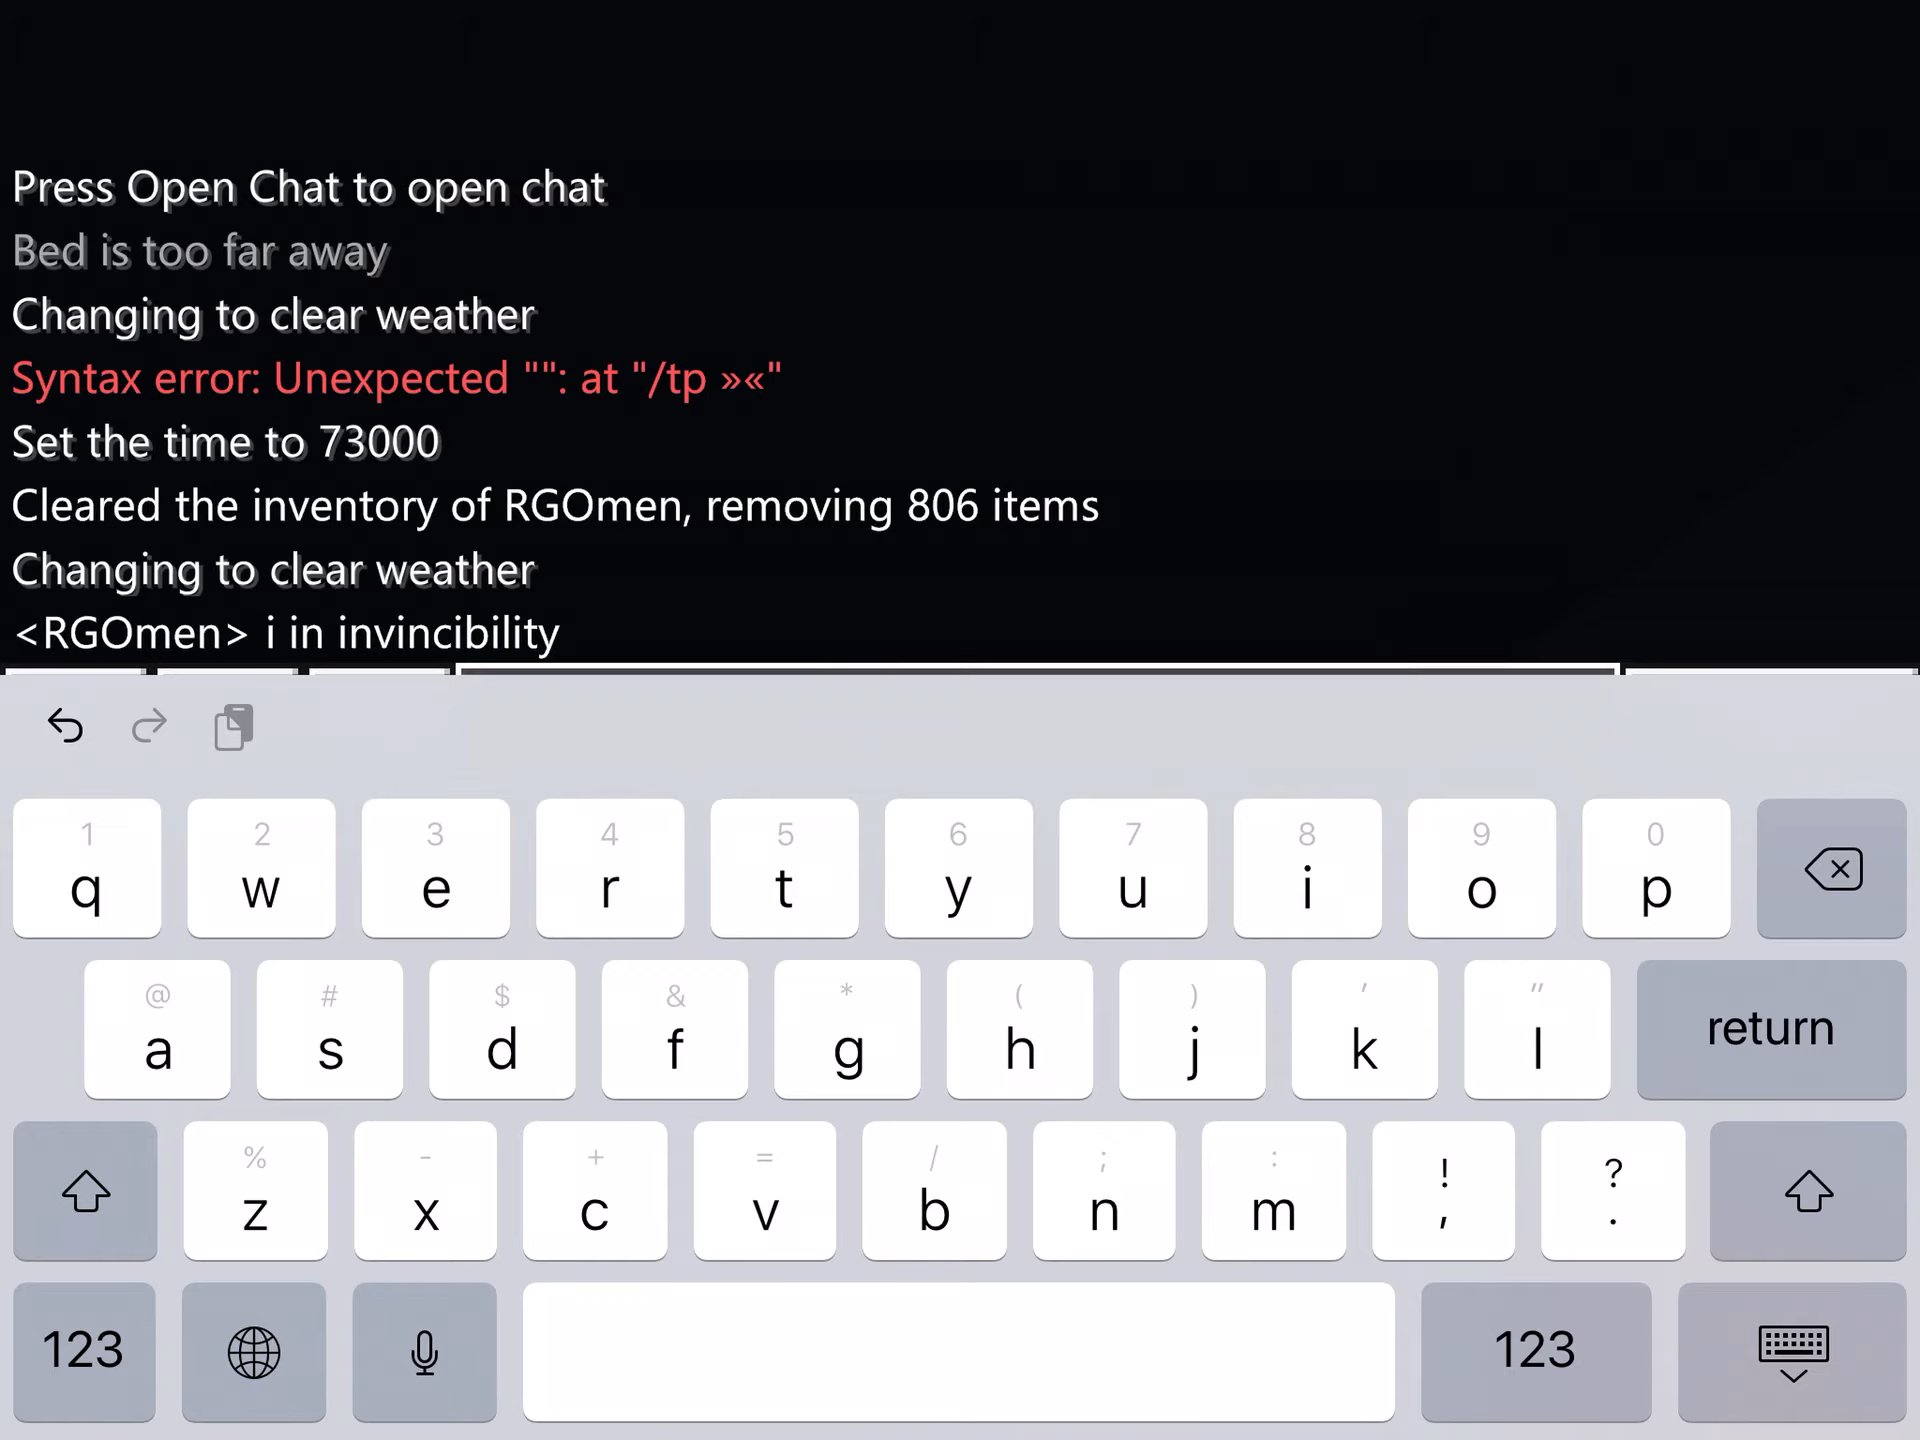 Press Open Chat to open chat
Bed is too far away
Changing to clear weather
Syntax error: Unexpected "": at "/tp »«"
Set the time to 73000
Cleared the inventory of RGOmen, removing 806 items
Changing to clear weather
<RGOmen> i in invincibility
1 2 3 4 5 6 7 8 9 0
q w e r t y u i o p
@ # $ & * ( ) ' "
a s d f g h j k l return
% - + = / ; : ! ?
z x c v b n m , .
123 123